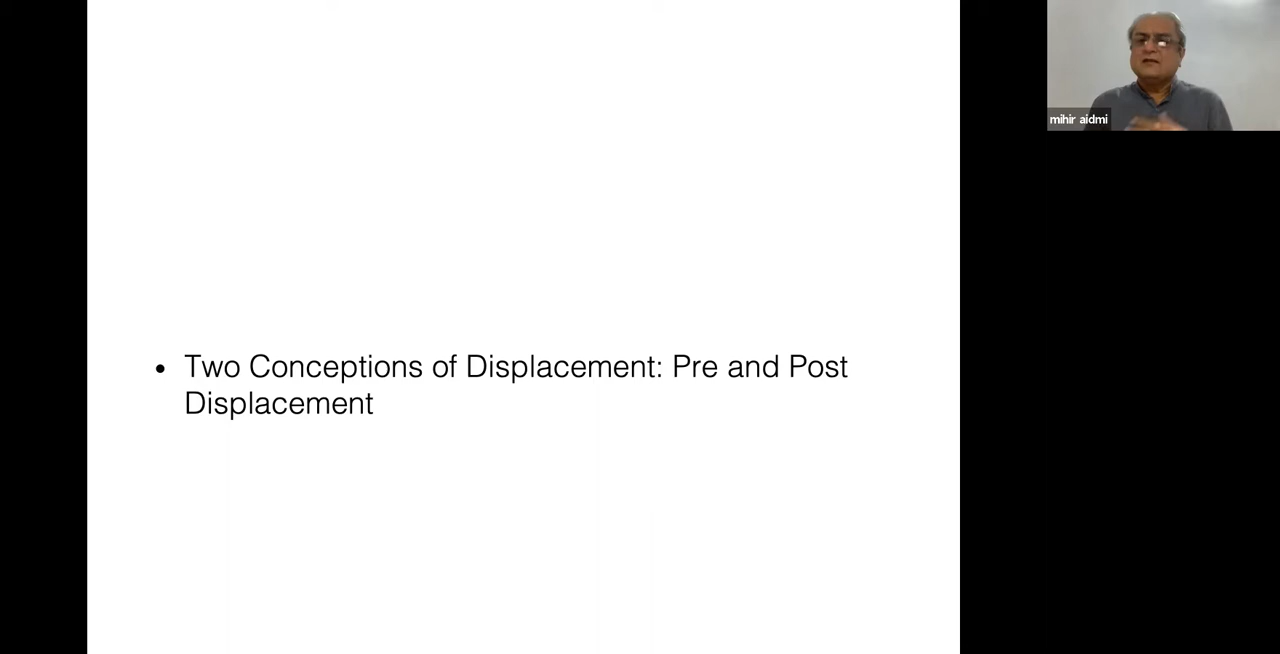 • Two Conceptions of Displacement: Pre and Post
Displacement
mihir aidmi